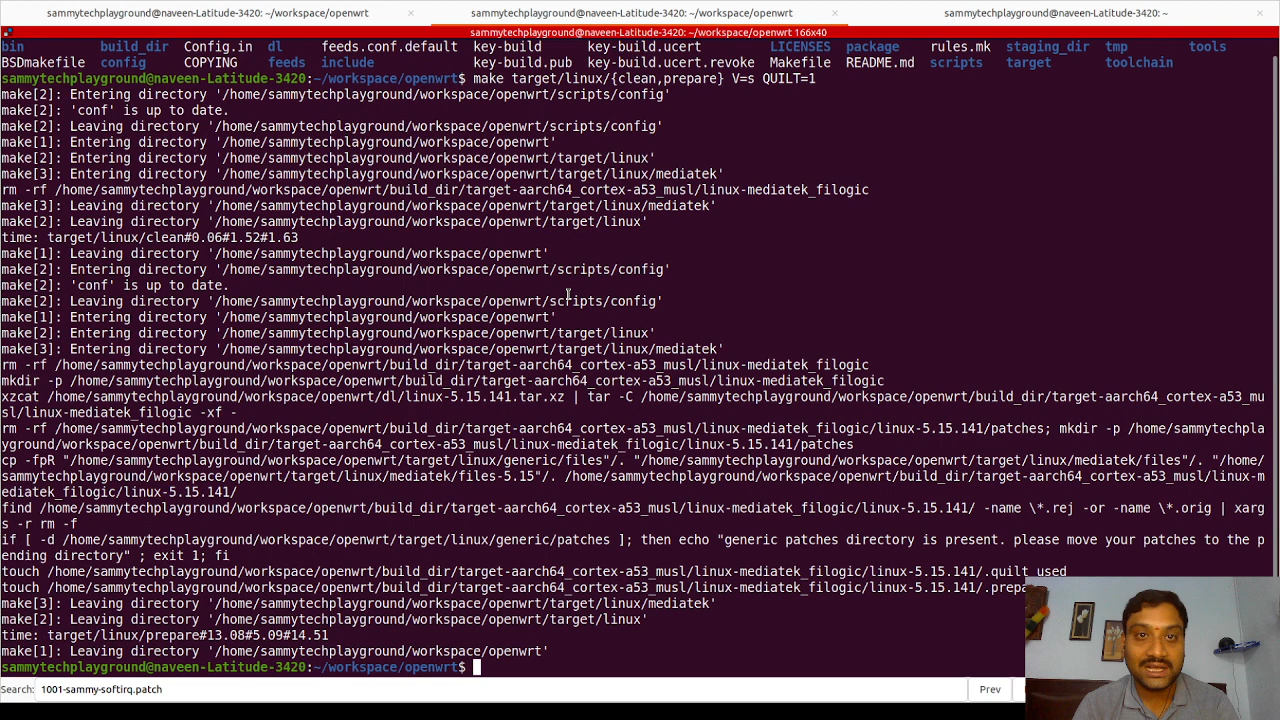 sammytechplayground@naveen-Latitude-3420: ~/workspace/openwrt × sammytechplayground@naveen-Latitude-3420: ~/workspace/openwrt × sammytechplayground@naveen-Latitude-3420: ~ ×
sammytechplayground@naveen-Latitude-3420: ~/workspace/openwrt 166x40
bin build_dir Config.in dl feeds.conf.default key-build key-build.ucert LICENSES package rules.mk staging_dir tmp tools
BSDmakefile config COPYING feeds include key-build.pub key-build.ucert.revoke Makefile README.md scripts target toolchain
sammytechplayground@naveen-Latitude-3420:~/workspace/openwrt$ make target/linux/{clean,prepare} V=s QUILT=1
make[2]: Entering directory '/home/sammytechplayground/workspace/openwrt/scripts/config'
make[2]: 'conf' is up to date.
make[2]: Leaving directory '/home/sammytechplayground/workspace/openwrt/scripts/config'
make[1]: Entering directory '/home/sammytechplayground/workspace/openwrt'
make[2]: Entering directory '/home/sammytechplayground/workspace/openwrt/target/linux'
make[3]: Entering directory '/home/sammytechplayground/workspace/openwrt/target/linux/mediatek'
rm -rf /home/sammytechplayground/workspace/openwrt/build_dir/target-aarch64_cortex-a53_musl/linux-mediatek_filogic
make[3]: Leaving directory '/home/sammytechplayground/workspace/openwrt/target/linux/mediatek'
make[2]: Leaving directory '/home/sammytechplayground/workspace/openwrt/target/linux'
time: target/linux/clean#0.06#1.52#1.63
make[1]: Leaving directory '/home/sammytechplayground/workspace/openwrt'
make[2]: Entering directory '/home/sammytechplayground/workspace/openwrt/scripts/config'
make[2]: 'conf' is up to date.
make[2]: Leaving directory '/home/sammytechplayground/workspace/openwrt/scripts/config'
make[1]: Entering directory '/home/sammytechplayground/workspace/openwrt'
make[2]: Entering directory '/home/sammytechplayground/workspace/openwrt/target/linux'
make[3]: Entering directory '/home/sammytechplayground/workspace/openwrt/target/linux/mediatek'
rm -rf /home/sammytechplayground/workspace/openwrt/build_dir/target-aarch64_cortex-a53_musl/linux-mediatek_filogic
mkdir -p /home/sammytechplayground/workspace/openwrt/build_dir/target-aarch64_cortex-a53_musl/linux-mediatek_filogic
xzcat /home/sammytechplayground/workspace/openwrt/dl/linux-5.15.141.tar.xz | tar -C /home/sammytechplayground/workspace/openwrt/build_dir/target-aarch64_cortex-a53_mu
sl/linux-mediatek_filogic -xf -
rm -rf /home/sammytechplayground/workspace/openwrt/build_dir/target-aarch64_cortex-a53_musl/linux-mediatek_filogic/linux-5.15.141/patches; mkdir -p /home/sammytechpla
yground/workspace/openwrt/build_dir/target-aarch64_cortex-a53_musl/linux-mediatek_filogic/linux-5.15.141/patches
cp -fpR "/home/sammytechplayground/workspace/openwrt/target/linux/generic/files"/. "/home/sammytechplayground/workspace/openwrt/target/linux/mediatek/files"/. "/home/
sammytechplayground/workspace/openwrt/target/linux/mediatek/files-5.15"/. /home/sammytechplayground/workspace/openwrt/build_dir/target-aarch64_cortex-a53_musl/linux-m
ediatek_filogic/linux-5.15.141/
find /home/sammytechplayground/workspace/openwrt/build_dir/target-aarch64_cortex-a53_musl/linux-mediatek_filogic/linux-5.15.141/ -name \*.rej -or -name \*.orig | xarg
s -r rm -f
if [ -d /home/sammytechplayground/workspace/openwrt/target/linux/generic/patches ]; then echo "generic patches directory is present. please move your patches to the p
ending directory" ; exit 1; fi
touch /home/sammytechplayground/workspace/openwrt/build_dir/target-aarch64_cortex-a53_musl/linux-mediatek_filogic/linux-5.15.141/.quilt_used
touch /home/sammytechplayground/workspace/openwrt/build_dir/target-aarch64_cortex-a53_musl/linux-mediatek_filogic/linux-5.15.141/.prepa
make[3]: Leaving directory '/home/sammytechplayground/workspace/openwrt/target/linux/mediatek'
make[2]: Leaving directory '/home/sammytechplayground/workspace/openwrt/target/linux'
time: target/linux/prepare#13.08#5.09#14.51
make[1]: Leaving directory '/home/sammytechplayground/workspace/openwrt'
sammytechplayground@naveen-Latitude-3420:~/workspace/openwrt$
Search: 1001-sammy-softirq.patch Prev